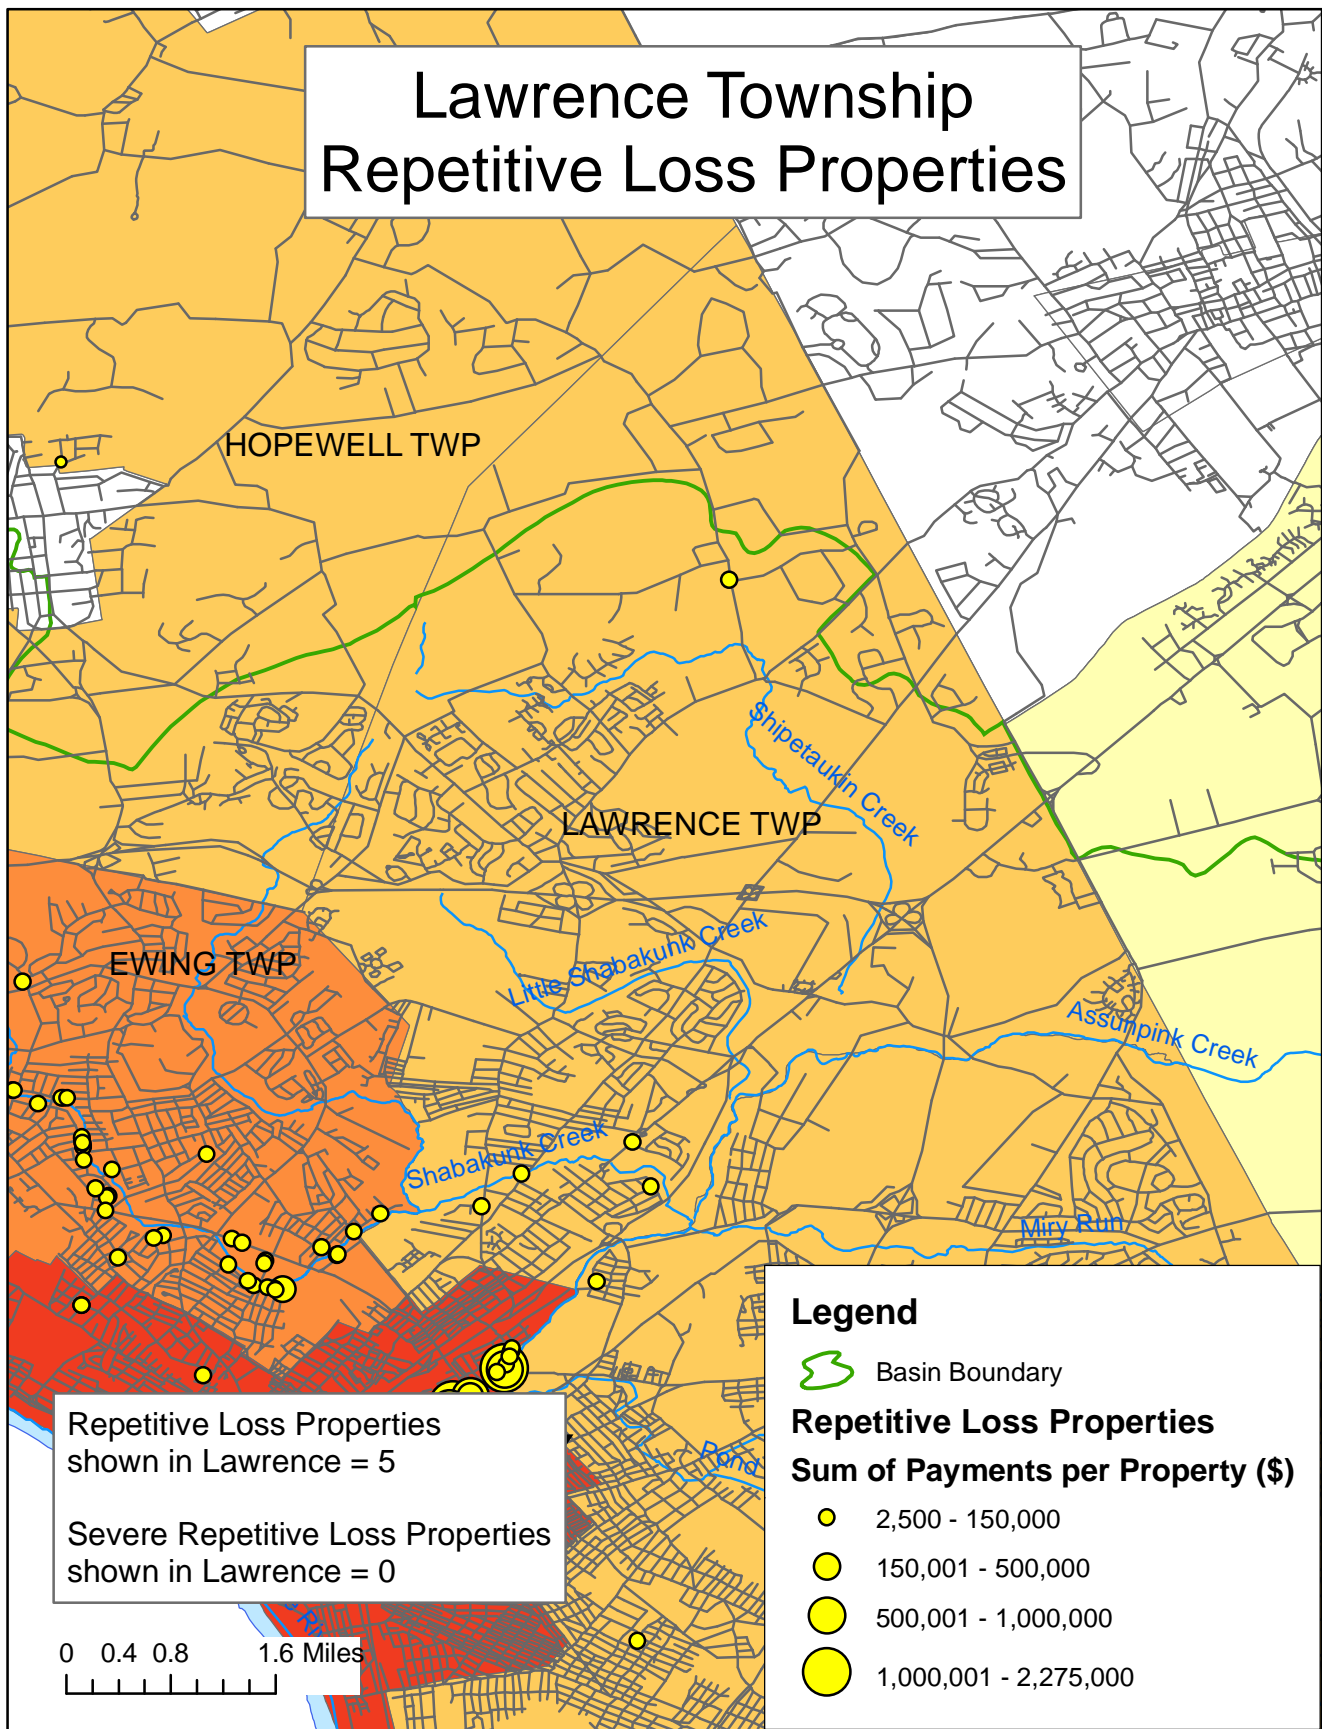 Lawrence Township
Repetitive Loss Properties
HOPEWELL TWP
Shipetaukin Creek
LAWRENCE TWP
Little Shabakunk Creek
EWING TWP
Assunpink Creek
Shabakunk Creek
Miry Run
Pond
Repetitive Loss Properties
shown in Lawrence = 5
Severe Repetitive Loss Properties
shown in Lawrence = 0
0 0.4 0.8 1.6 Miles
Legend
Basin Boundary
Repetitive Loss Properties
Sum of Payments per Property ($)
2,500 - 150,000
150,001 - 500,000
500,001 - 1,000,000
1,000,001 - 2,275,000